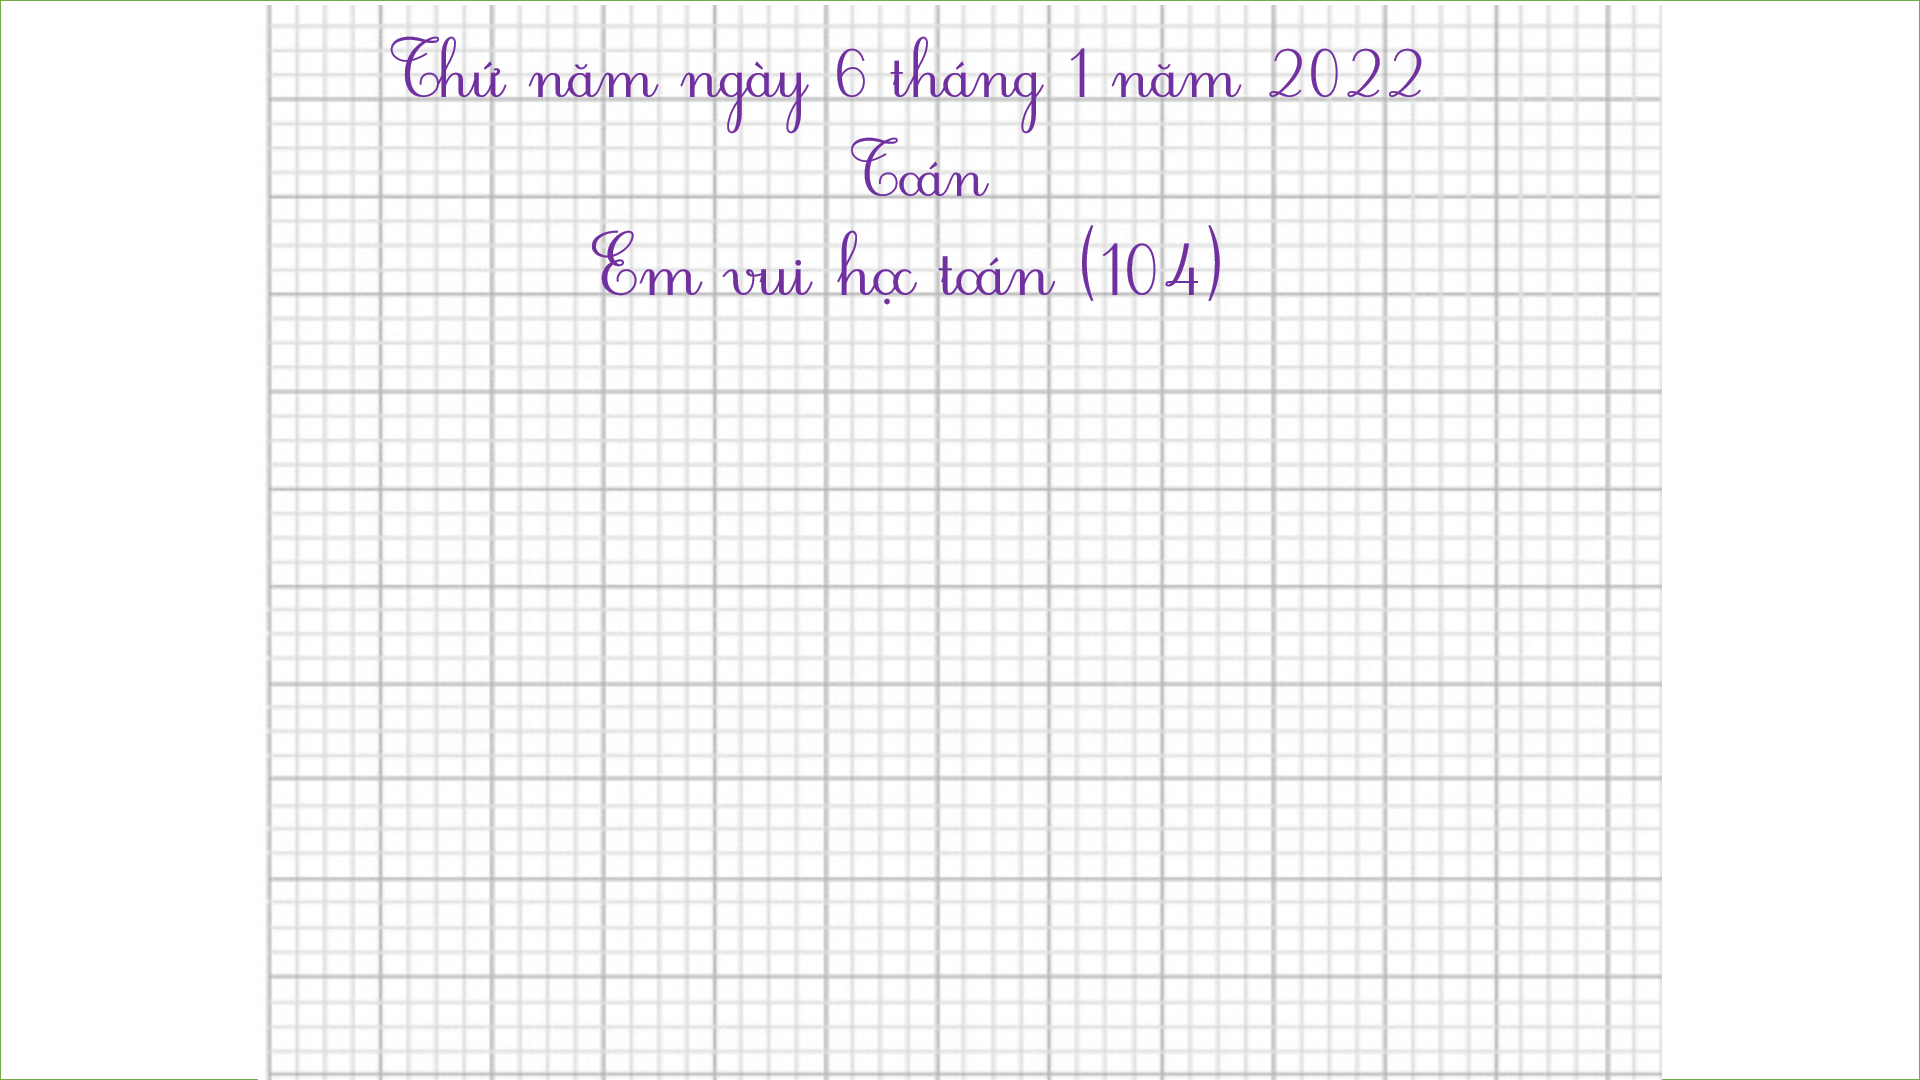 Thứ năm ngày 6 tháng 1 năm 2022
Toán
Em vui học toán (104)